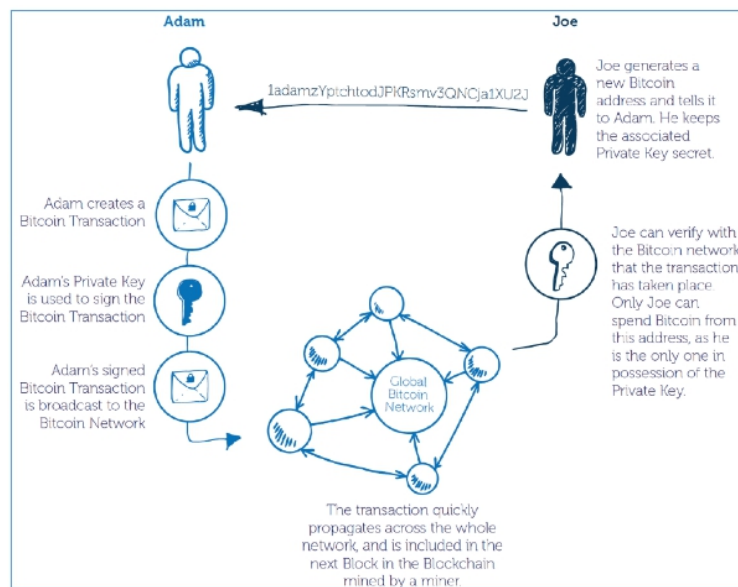 Adam
Joe
1adamzYptchtodJPKRsmv3QNCja1XU2J
Joe generates a
new Bitcoin
address and tells it
to Adam. He keeps
the associated
Private Key secret.
Adam creates a
Bitcoin Transaction
Adam's Private Key
is used to sign the
Bitcoin Transaction
Adam's signed
Bitcoin Transaction
is broadcast to the
Bitcoin Network
Global
Bitcoin
Network
Joe can verify with
the Bitcoin network
that the transaction
has taken place.
Only Joe can
spend Bitcoin from
this address, as he
is the only one in
possession of the
Private Key.
The transaction quickly
propagates across the whole
network, and is included in the
next Block in the Blockchain
mined by a miner.